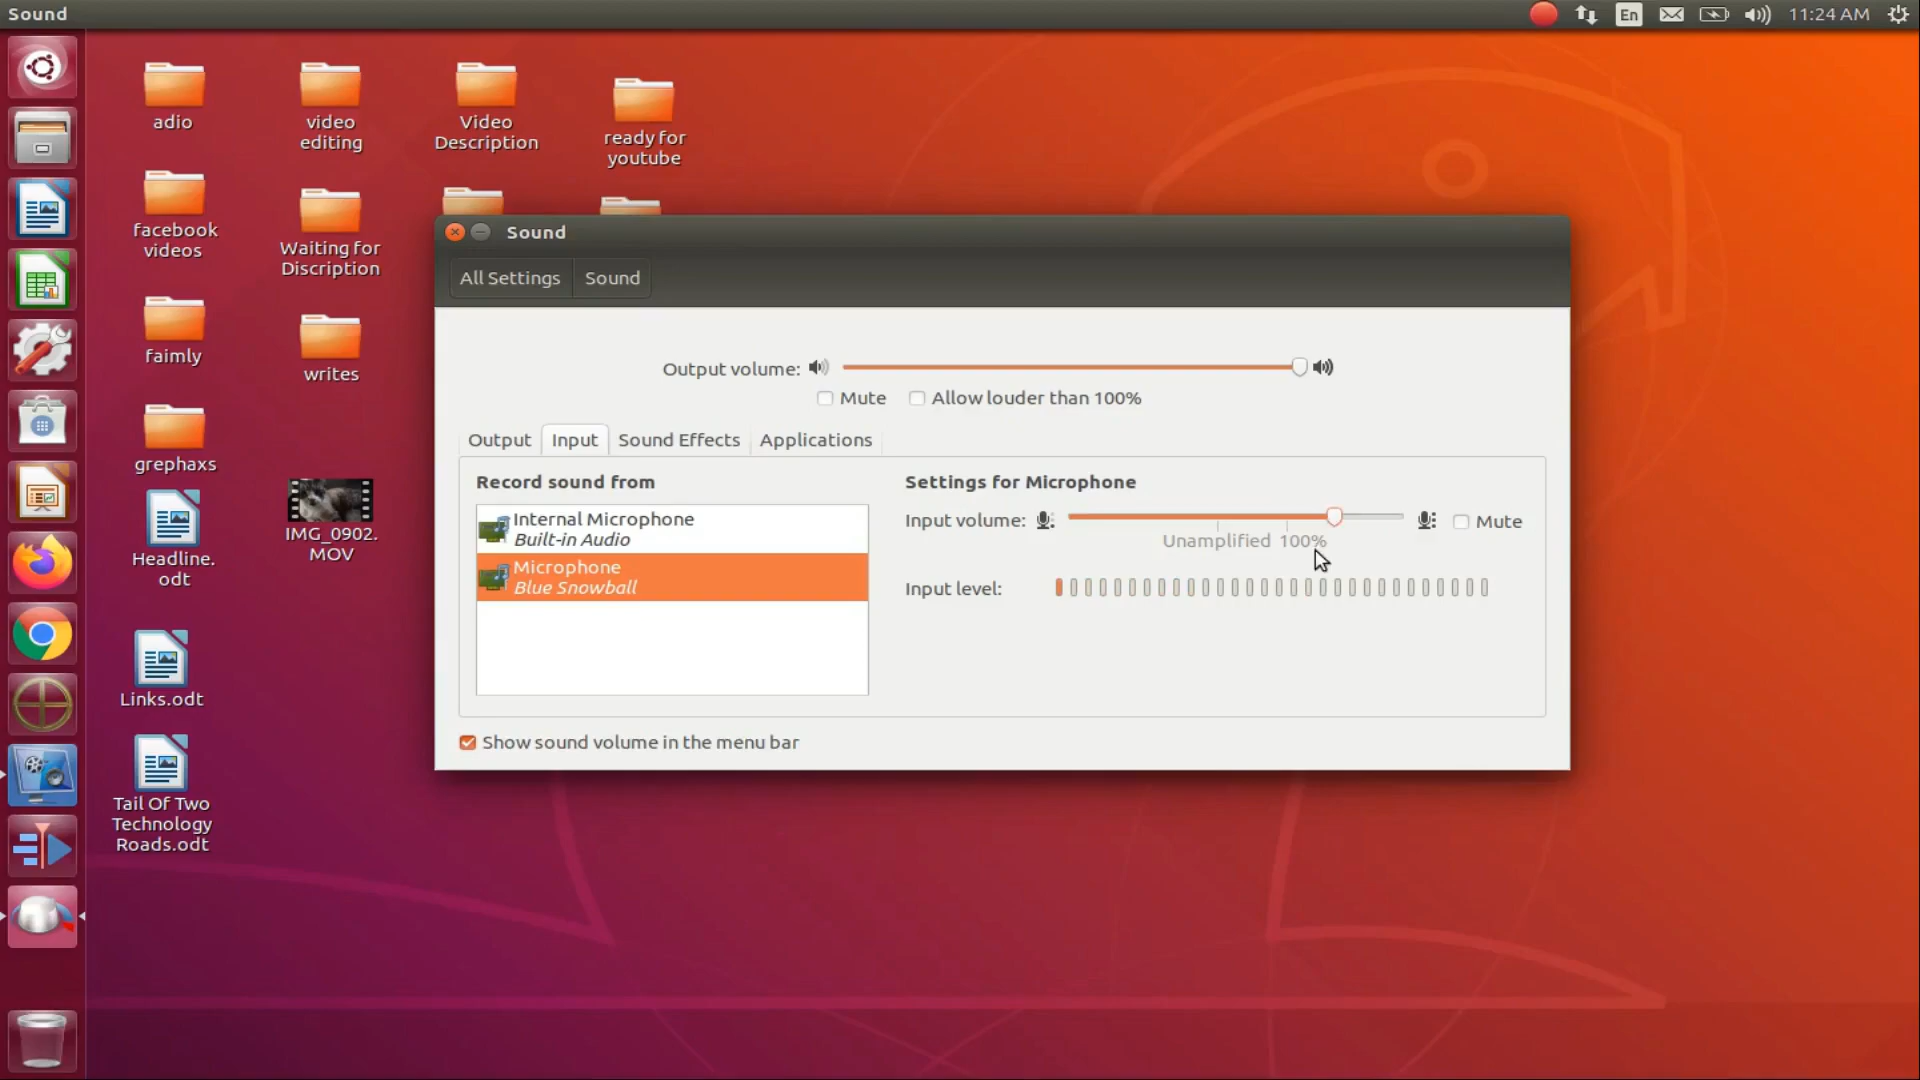 Sound
En
11:24 AM
adio
video
editing
Video
Description
ready for
youtube
facebook
videos
Waiting for
Discription
faimly
writes
grephaxs
Headline.
odt
IMG_0902.
MOV
Links.odt
Tail Of Two
Technology
Roads.odt
Sound
All Settings
Sound
Output volume:
Mute
Allow louder than 100%
Output
Input
Sound Effects
Applications
Record sound from
Internal Microphone
Built-in Audio
Microphone
Blue Snowball
Settings for Microphone
Input volume:
Mute
Unamplified 100%
Input level:
Show sound volume in the menu bar